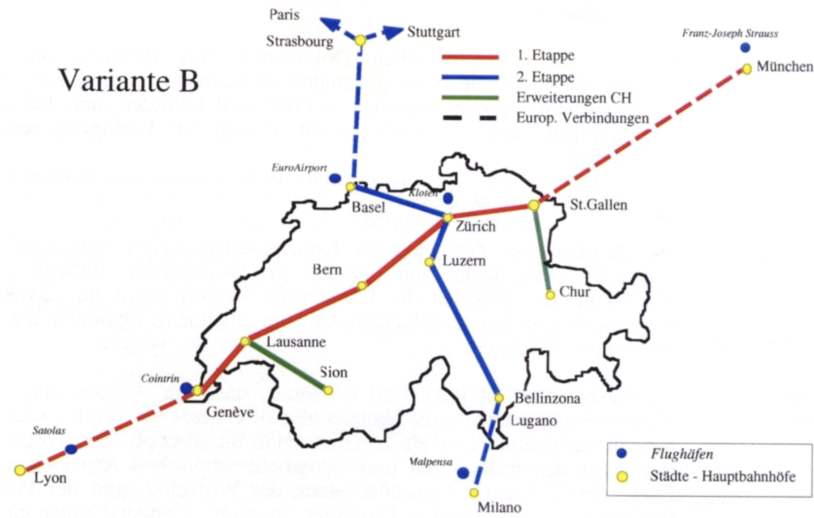 Paris
Stuttgart
Strasbourg
Franz-Joseph Strauss
München
1. Etappe
2. Etappe
Erweiterungen CH
Europ. Verbindungen
Variante B
EuroAirport
Kloten
Basel
Zürich
St.Gallen
Luzern
Bern
Chur
Lausanne
Sion
Cointrin
Genève
Bellinzona
Lugano
Satolas
Lyon
Malpensa
Milano
Flughäfen
Städte - Hauptbahnhöfe